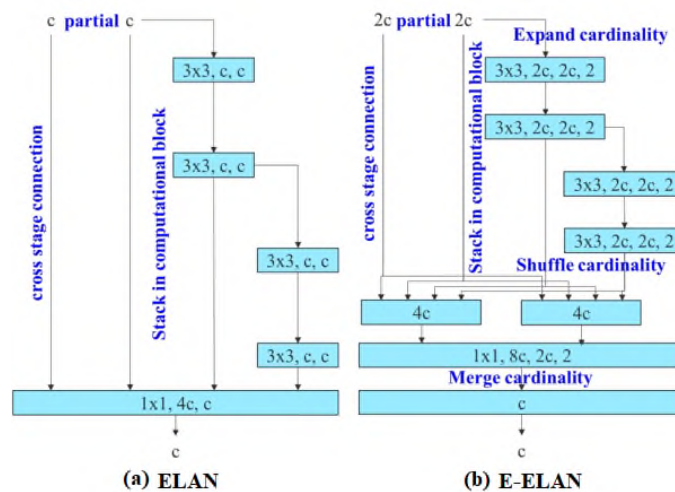 c partial c
3x3, c, c
3x3, c, c
cross stage connection
Stack in computational block
3x3, c, c
3x3, c, c
1x1, 4c, c
c
(a) ELAN
2c partial 2c
Expand cardinality
3x3, 2c, 2c, 2
3x3, 2c, 2c, 2
cross stage connection
Stack in computational block
3x3, 2c, 2c, 2
3x3, 2c, 2c, 2
Shuffle cardinality
4c
4c
1x1, 8c, 2c, 2
Merge cardinality
c
c
(b) E-ELAN